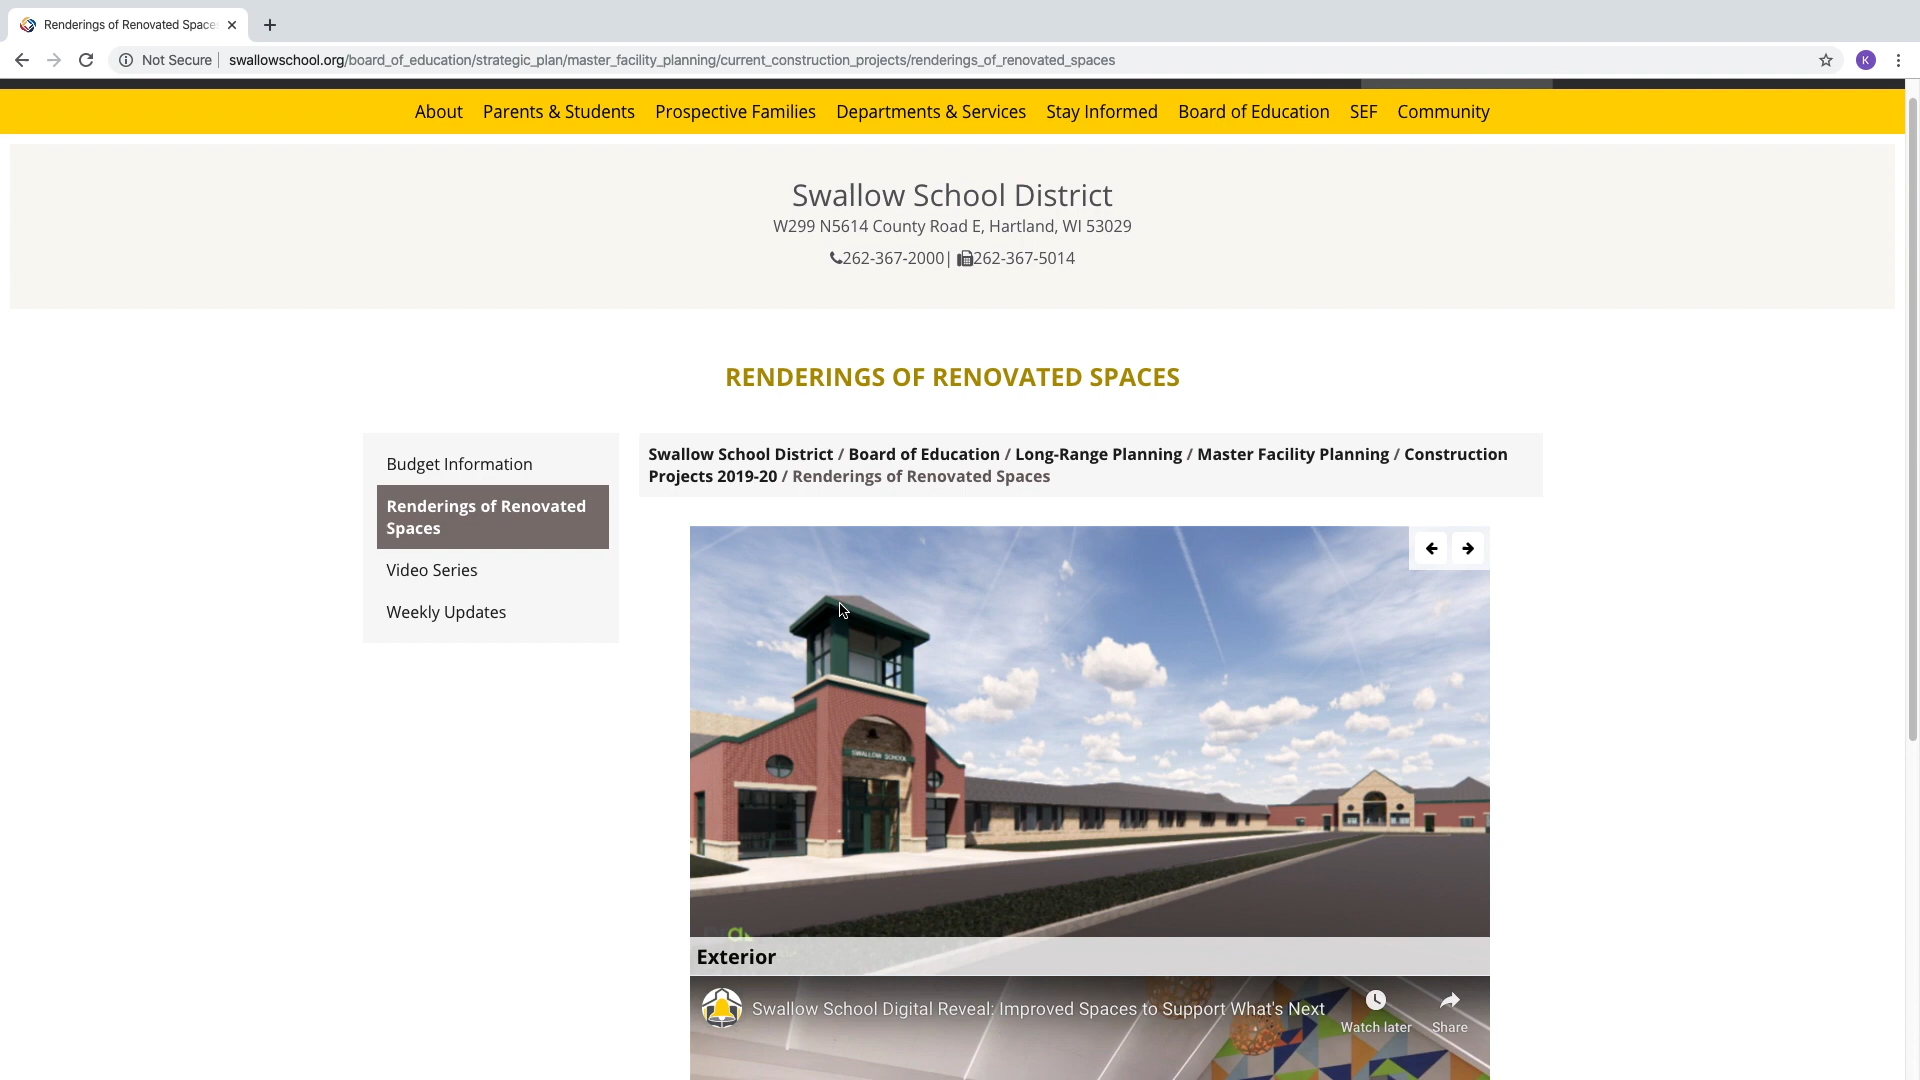 Renderings of Renovated Space
Not Secure
swallowschool.org/board_of_education/strategic_plan/master_facility_planning/current_construction_projects/renderings_of_renovated_spaces
K
About Parents & Students Prospective Families Departments & Services Stay Informed Board of Education SEF Community
Swallow School District
W299 N5614 County Road E, Hartland, WI 53029
262-367-2000| 262-367-5014
RENDERINGS OF RENOVATED SPACES
Budget Information
Renderings of Renovated
Spaces
Video Series
Weekly Updates
Swallow School District / Board of Education / Long-Range Planning / Master Facility Planning / Construction
Projects 2019-20 / Renderings of Renovated Spaces
SWALLOW SCHOOL
Exterior
Swallow School Digital Reveal: Improved Spaces to Support What's Next
Watch later
Share